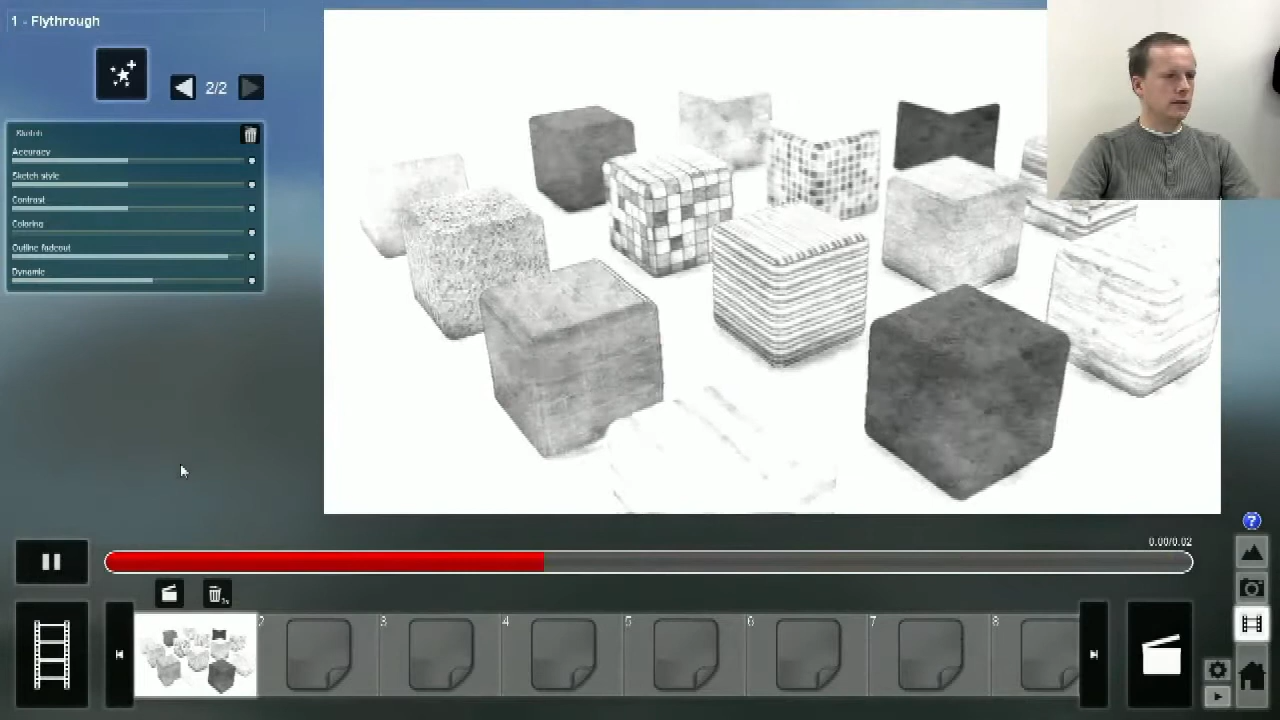 1 - Flythrough
2/2
Sketch
Accuracy
Sketch style
Contrast
Coloring
Outline fadeout
Dynamic
?
0.00/0.02
2
3
4
5
6
7
8